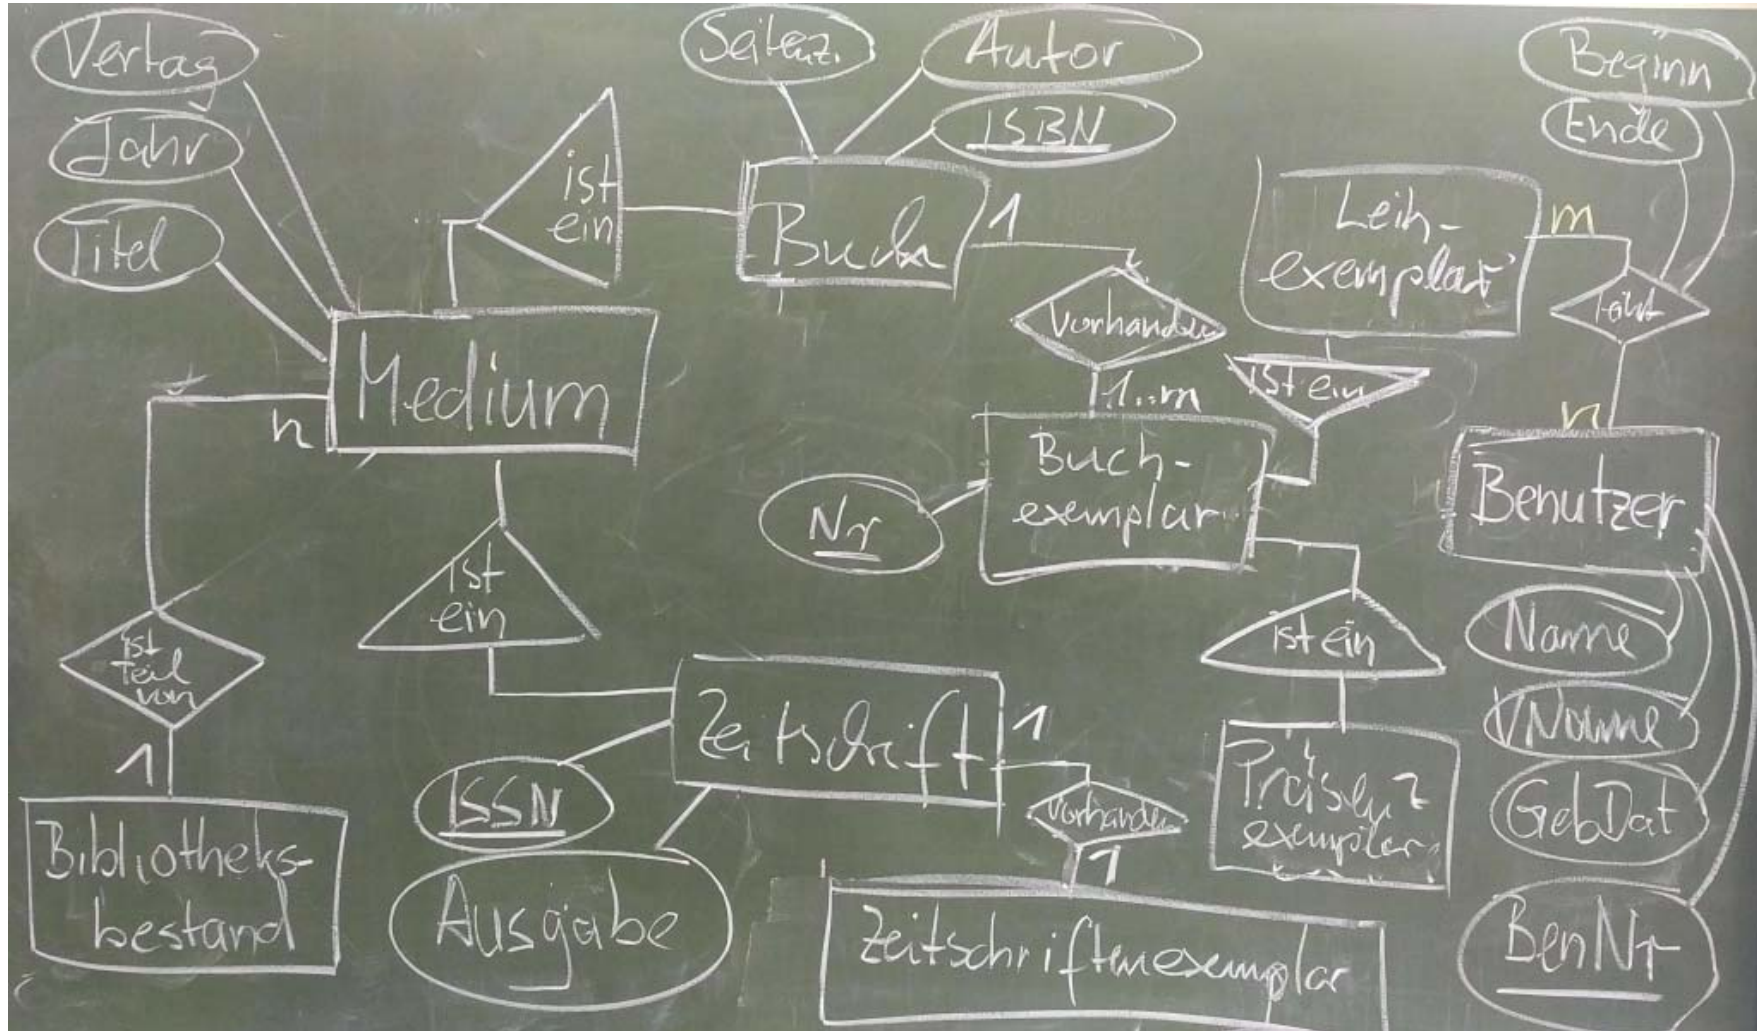 Verlag
Jahr
Titel
ist
ein
Seitenz.
Autor
ISBN
Buch
1
Vorhanden
1..m
Leih-
exemplar
m
Beginn
Ende
leiht
n
Benutzer
Name
VName
GebDat
BenNr
ist ein
Buch-
exemplar
Nr
ist ein
Präsenz
exemplar
Medium
n
ist
teil
von
1
Bibliotheks-
bestand
ist
ein
Zeitschrift
ISSN
Ausgabe
1
Vorhanden
1
Zeitschriftenexemplar